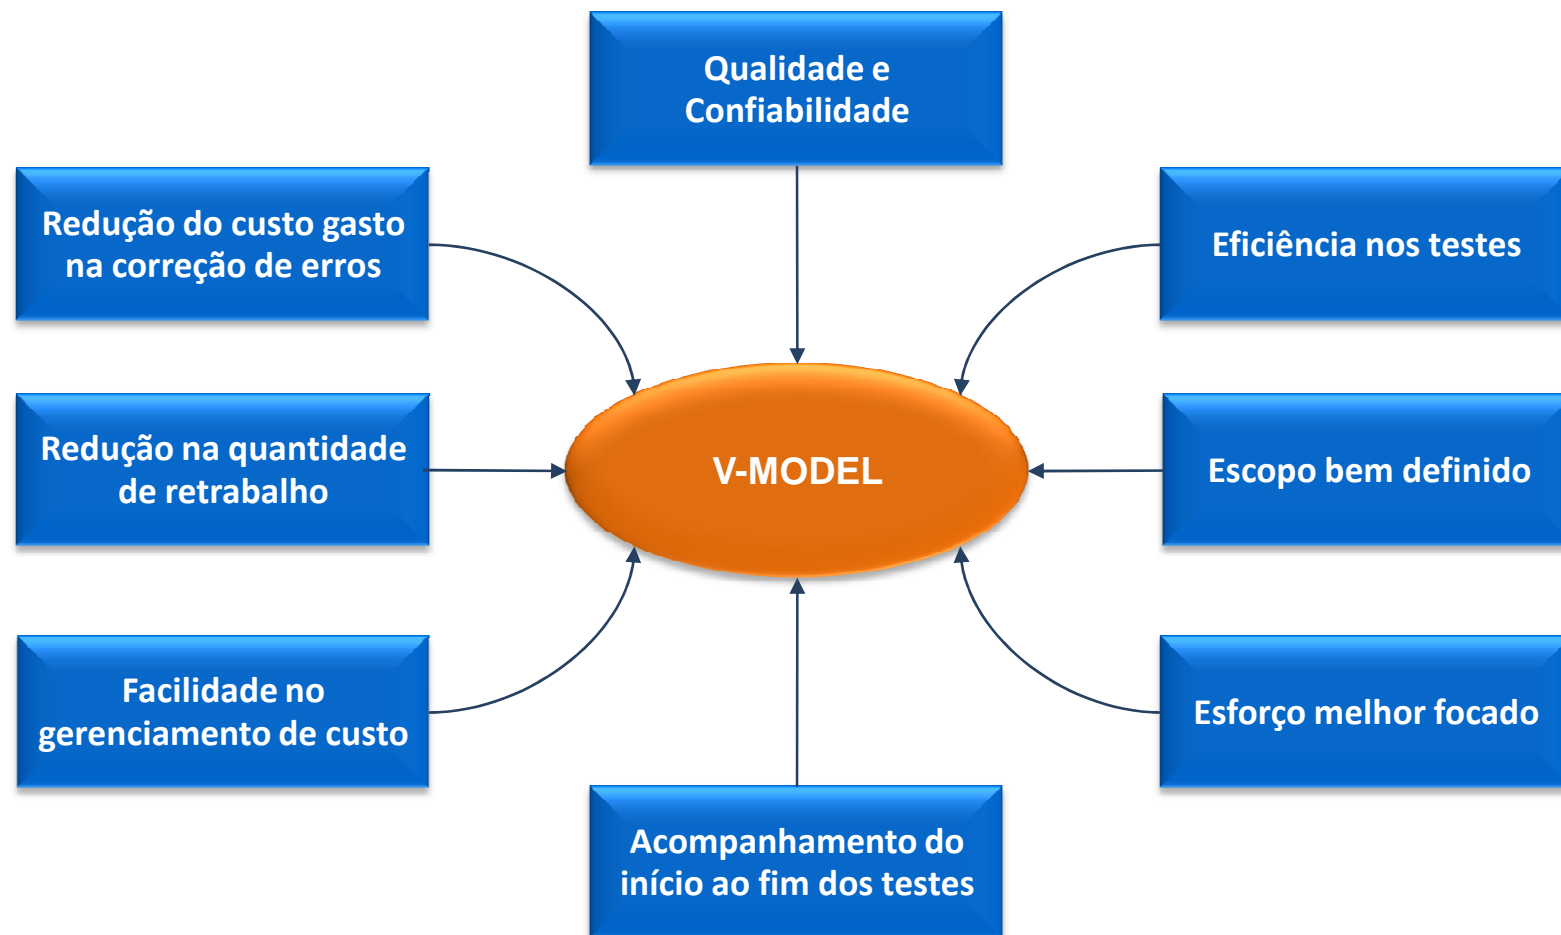 Qualidade e
Confiabilidade
Redução do custo gasto
na correção de erros
Eficiência nos testes
Redução na quantidade
de retrabalho
V-MODEL
Escopo bem definido
Facilidade no
gerenciamento de custo
Esforço melhor focado
Acompanhamento do
início ao fim dos testes